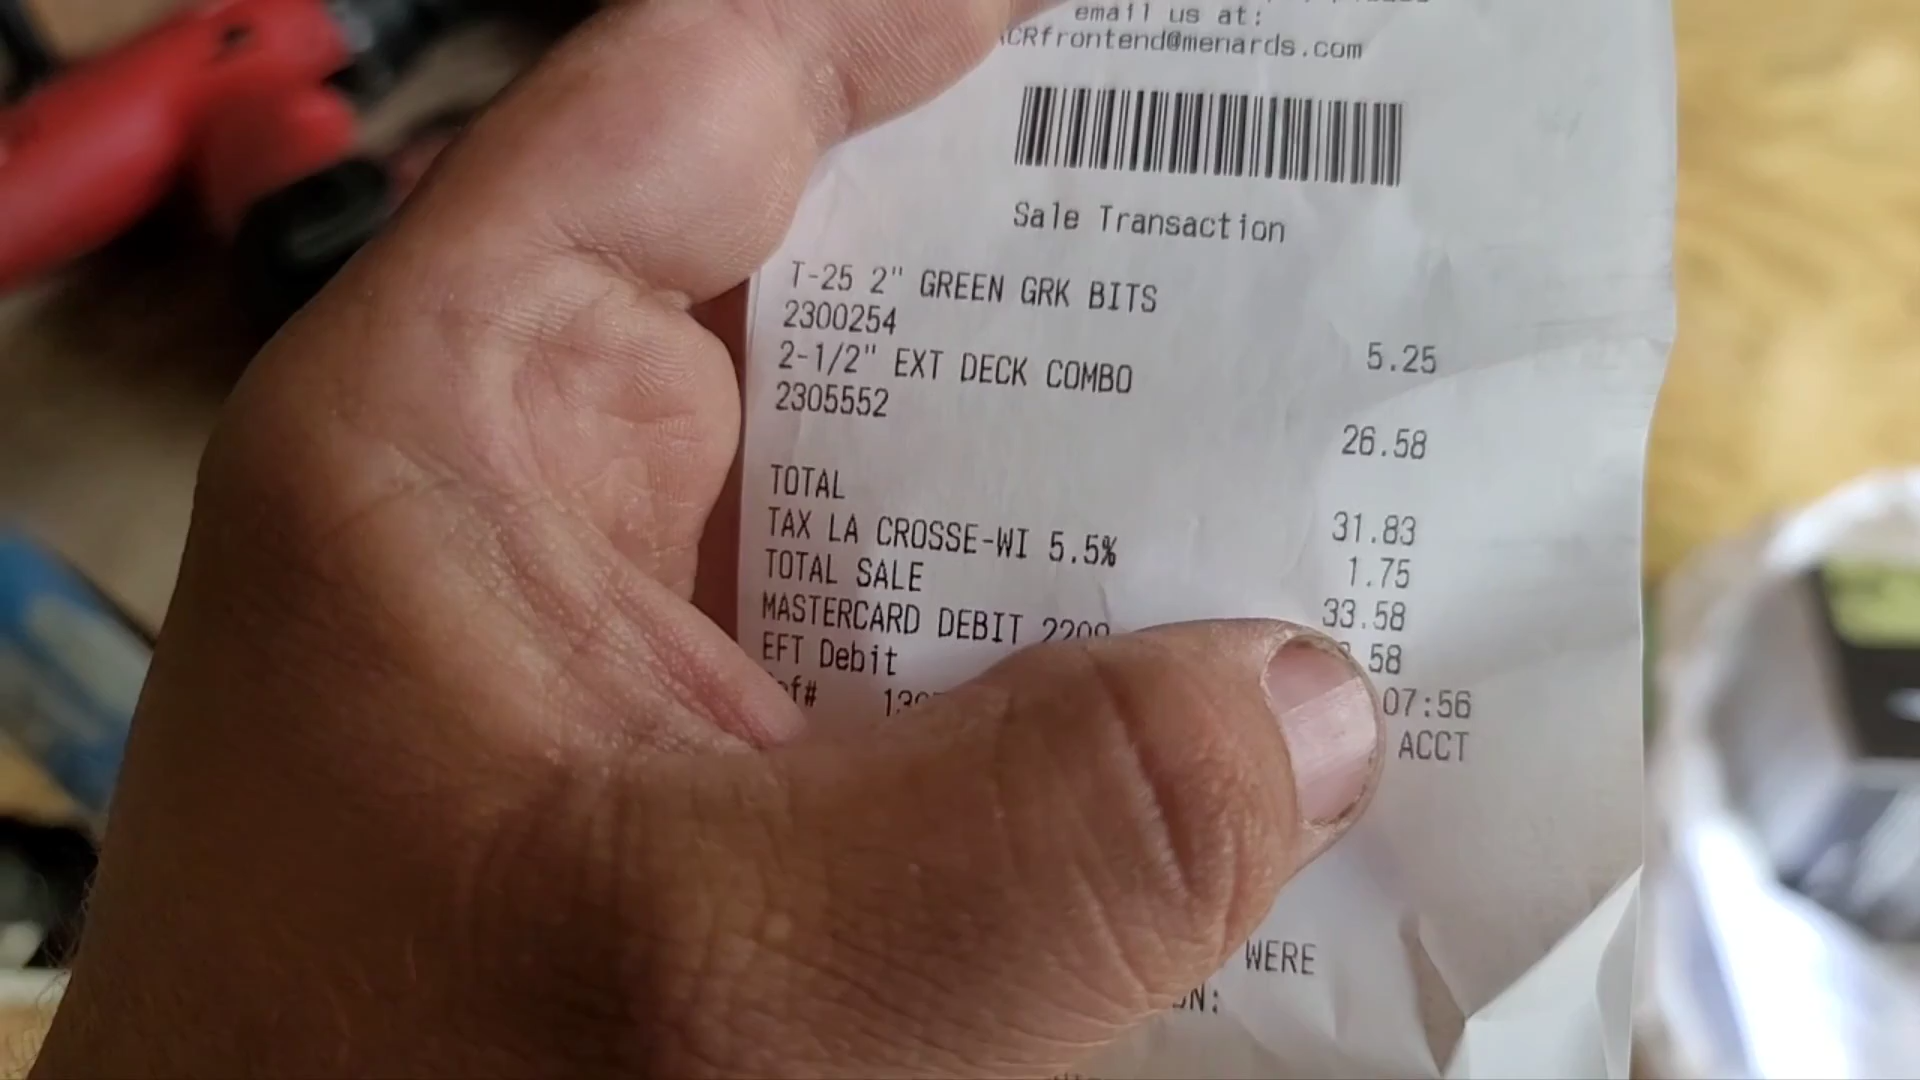 email us at:
CRfrontend@menards.com
Sale Transaction
T-25 2" GREEN GRK BITS
2300254 5.25
2-1/2" EXT DECK COMBO
2305552 26.58
TOTAL 31.83
TAX LA CROSSE-WI 5.5% 1.75
TOTAL SALE 33.58
MASTERCARD DEBIT 58
EFT Debit 07:56
ACCT
WERE